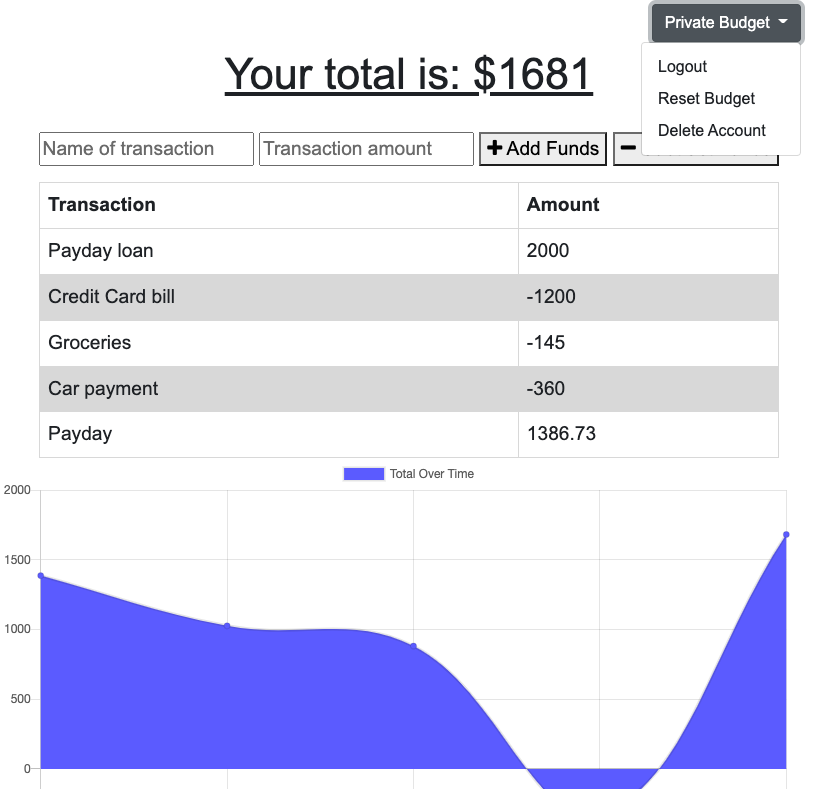 Private Budget
Logout
Reset Budget
Delete Account
Your total is: $1681
Name of transaction Transaction amount Add Funds
Transaction Amount
Payday loan 2000
Credit Card bill -1200
Groceries -145
Car payment -360
Payday 1386.73
Total Over Time
2000
1500
1000
500
0